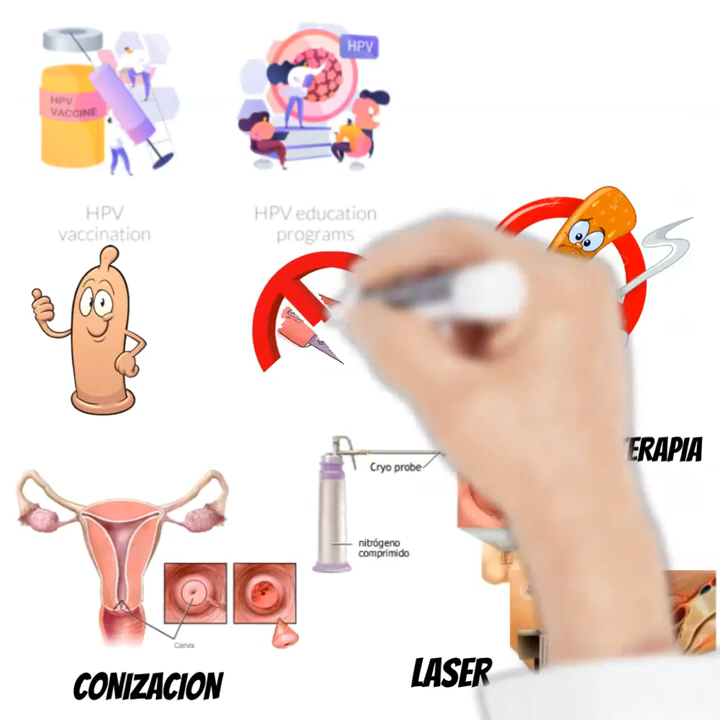 HPV
HPV
VACCINE
HPV
vaccination
HPV education
programs
ERAPIA
Cryo probe
nitrógeno
comprimido
Cervix
CONIZACION
LASER